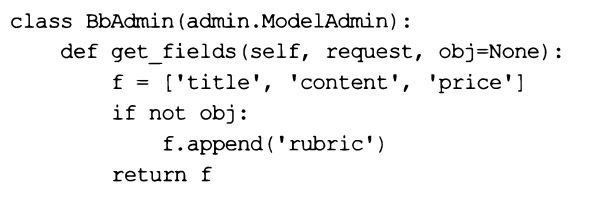 class BbAdmin(admin.ModelAdmin):
    def get_fields(self, request, obj=None):
        f = ['title', 'content', 'price']
        if not obj:
            f.append('rubric')
        return f